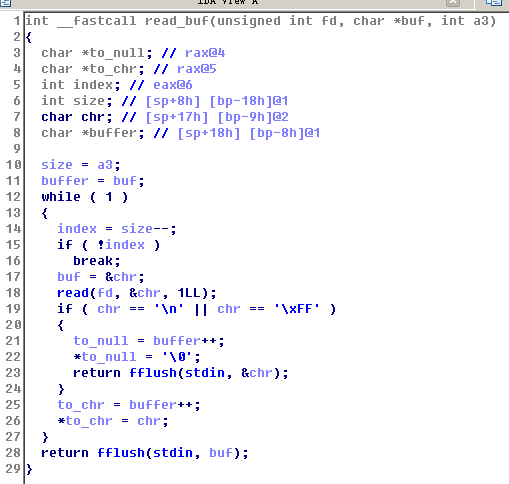 IDA View A
1 int __fastcall read_buf(unsigned int fd, char *buf, int a3)
2 {
3 char *to_null; // rax@4
4 char *to_chr; // rax@5
5 int index; // eax@6
6 int size; // [sp+8h] [bp-18h]@1
7 char chr; // [sp+17h] [bp-9h]@2
8 char *buffer; // [sp+18h] [bp-8h]@1
9
10 size = a3;
11 buffer = buf;
12 while ( 1 )
13 {
14 index = size--;
15 if ( !index )
16 break;
17 buf = &chr;
18 read(fd, &chr, 1LL);
19 if ( chr == '\n' || chr == '\xFF' )
20 {
21 to_null = buffer++;
22 *to_null = '\0';
23 return fflush(stdin, &chr);
24 }
25 to_chr = buffer++;
26 *to_chr = chr;
27 }
28 return fflush(stdin, buf);
29 }